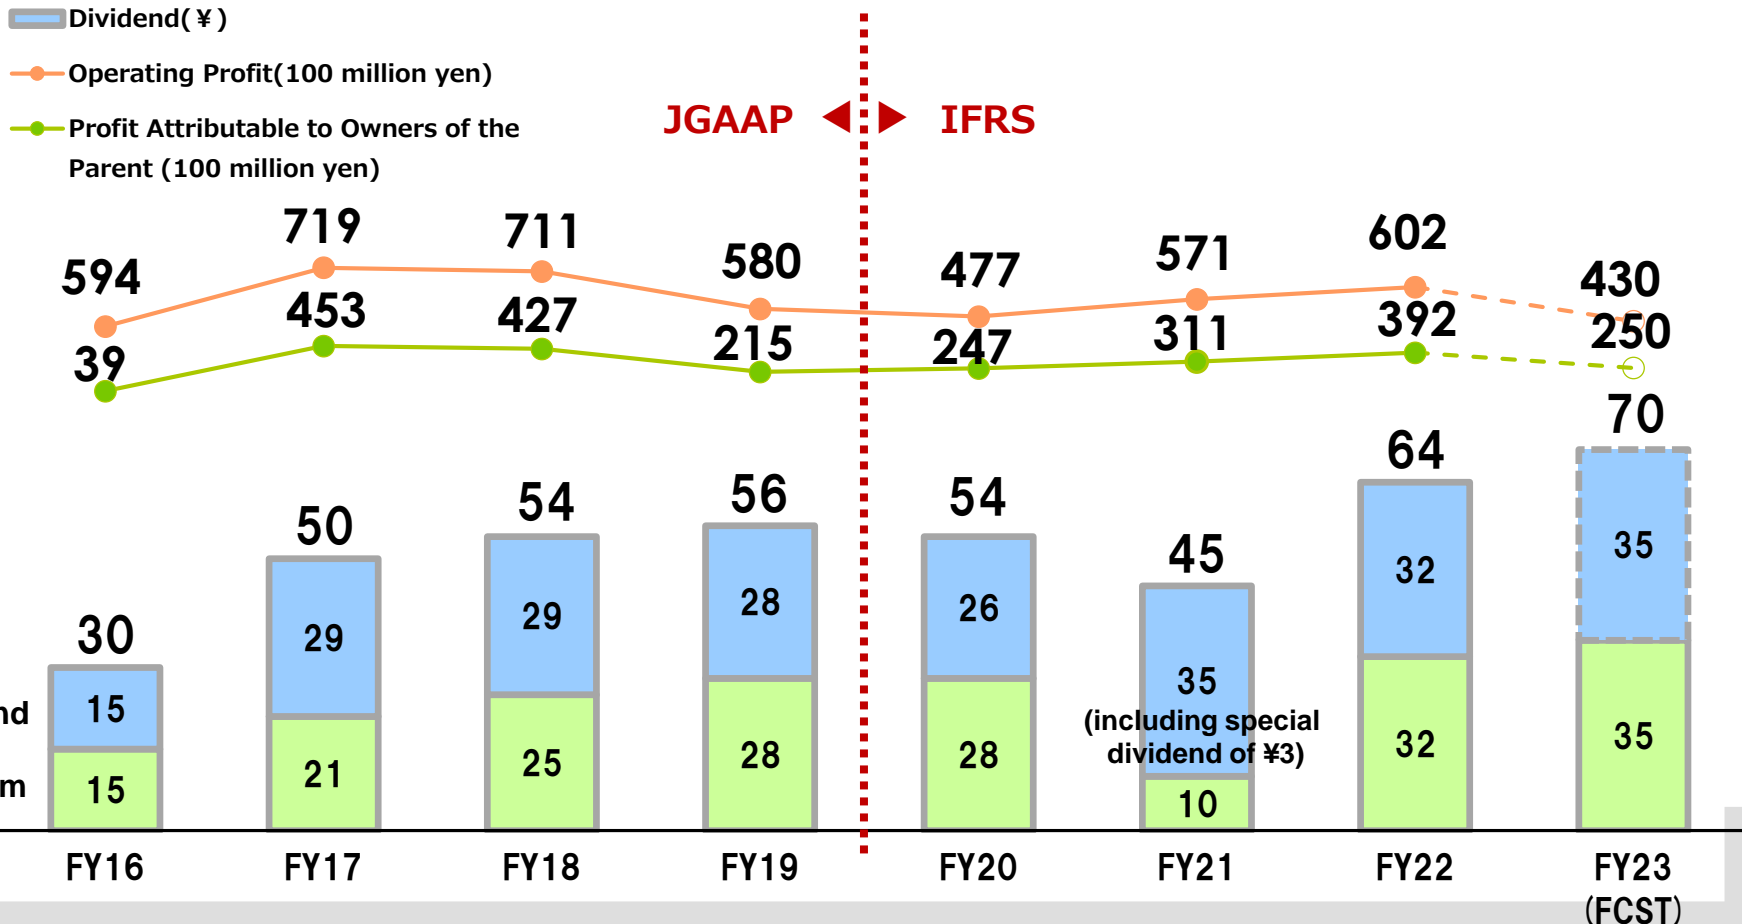 Dividend(¥)
Operating Profit(100 million yen)
Profit Attributable to Owners of the
Parent (100 million yen)
JGAAP ◀ ▶ IFRS
594 719 711 580 477 571 602 430
39 453 427 215 247 311 392 250
30 50 54 56 54 45 64 70
nd 15 29 29 28 26 35 32 35
(including special
dividend of ¥3)
m 15 21 25 28 28 10 32 35
FY16 FY17 FY18 FY19 FY20 FY21 FY22 FY23
(FCST)